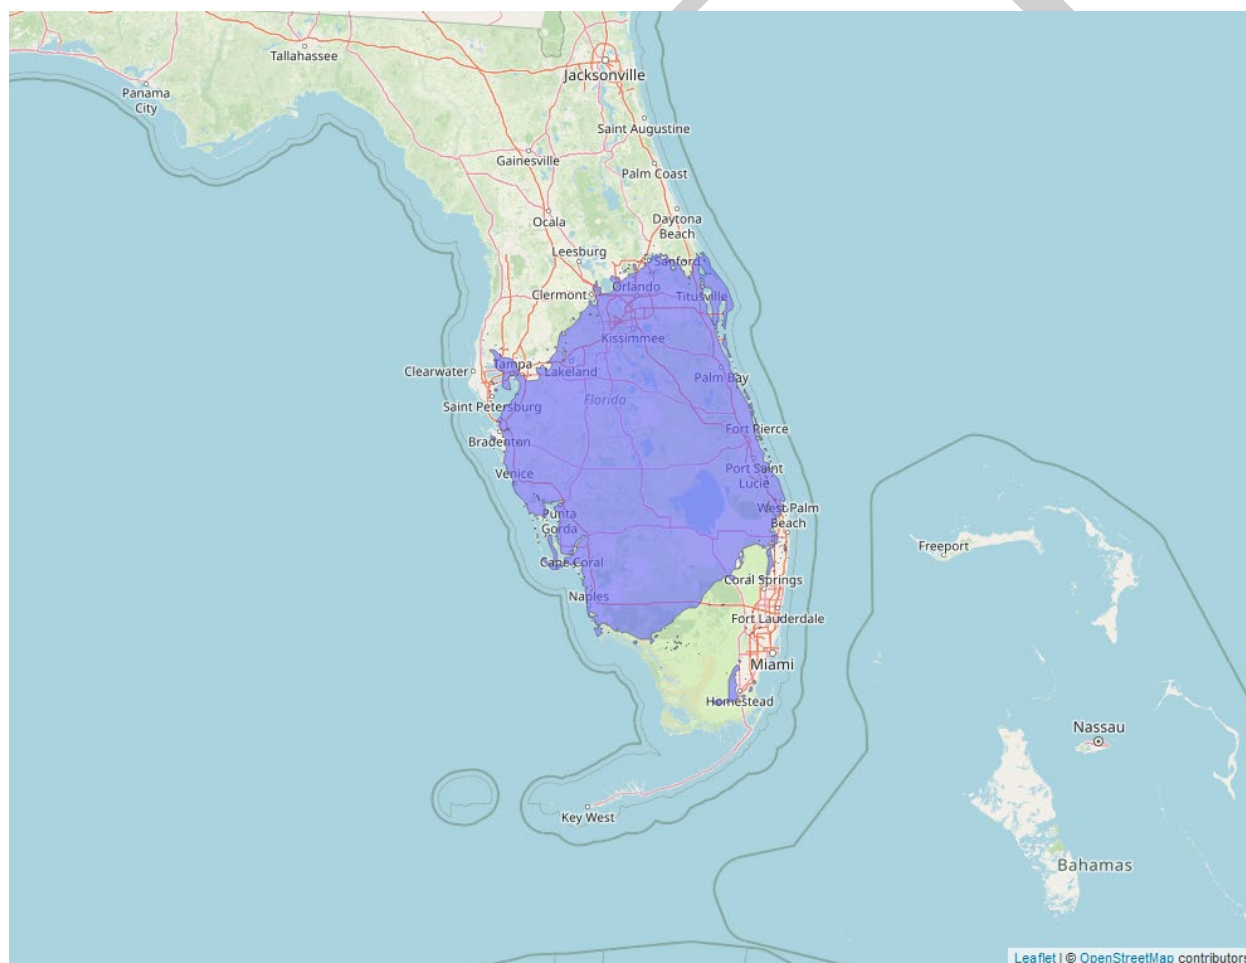 Tallahassee
Jacksonville
Panama
City
Saint Augustine
Gainesville
Palm Coast
Ocala
Daytona
Beach
Leesburg
Sanford
Orlando
Clermont
Titusville
Kissimmee
Tampa
Clearwater
Lakeland
Palm Bay
Florida
Saint Petersburg
Fort Pierce
Bradenton
Venice
Port Saint
Lucie
Punta
Gorda
West Palm
Beach
Freeport
Cape Coral
Coral Springs
Naples
Fort Lauderdale
Miami
Homestead
Nassau
Key West
Bahamas
Leaflet | © OpenStreetMap contributors